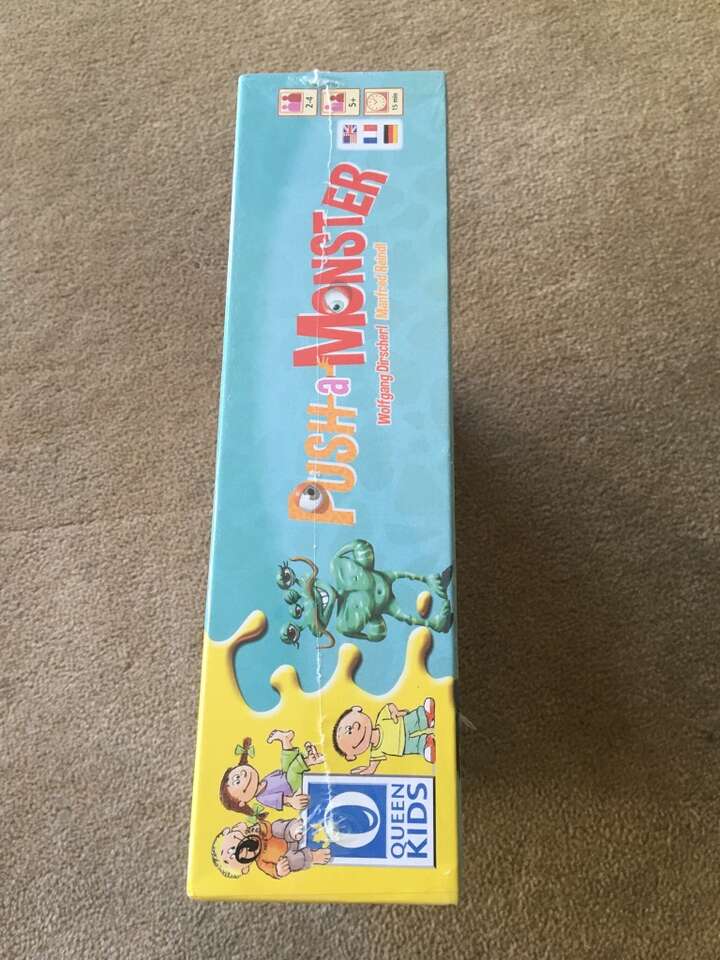 2-4
5+
15 min
PUSH a MONSTER
Wolfgang Dirscherl Manfred Reindl
QUEEN
KIDS